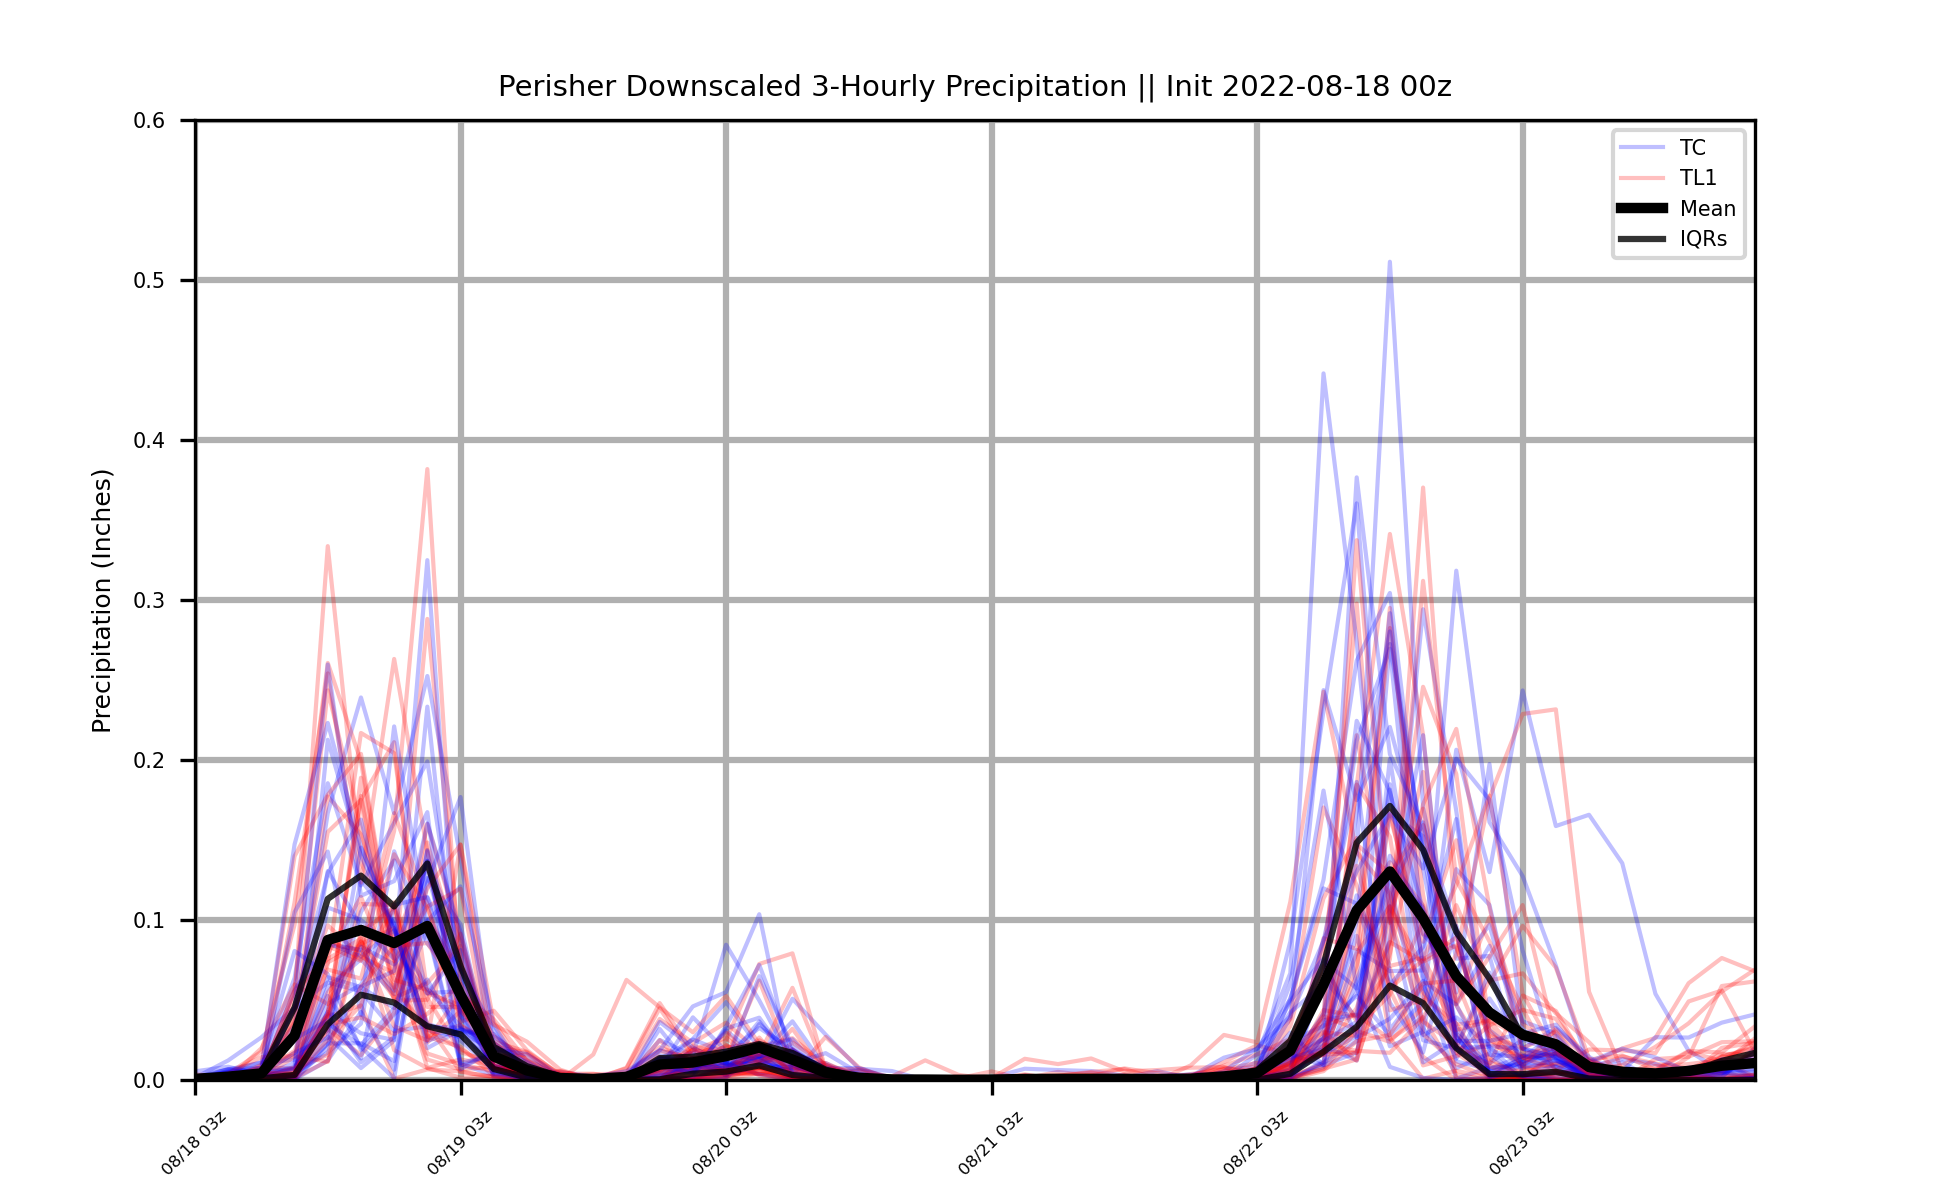 Perisher Downscaled 3-Hourly Precipitation || Init 2022-08-18 00z
TC
TL1
Mean
IQRs
Precipitation (Inches)
0.6
0.5
0.4
0.3
0.2
0.1
0.0
08/18 03z
08/19 03z
08/20 03z
08/21 03z
08/22 03z
08/23 03z